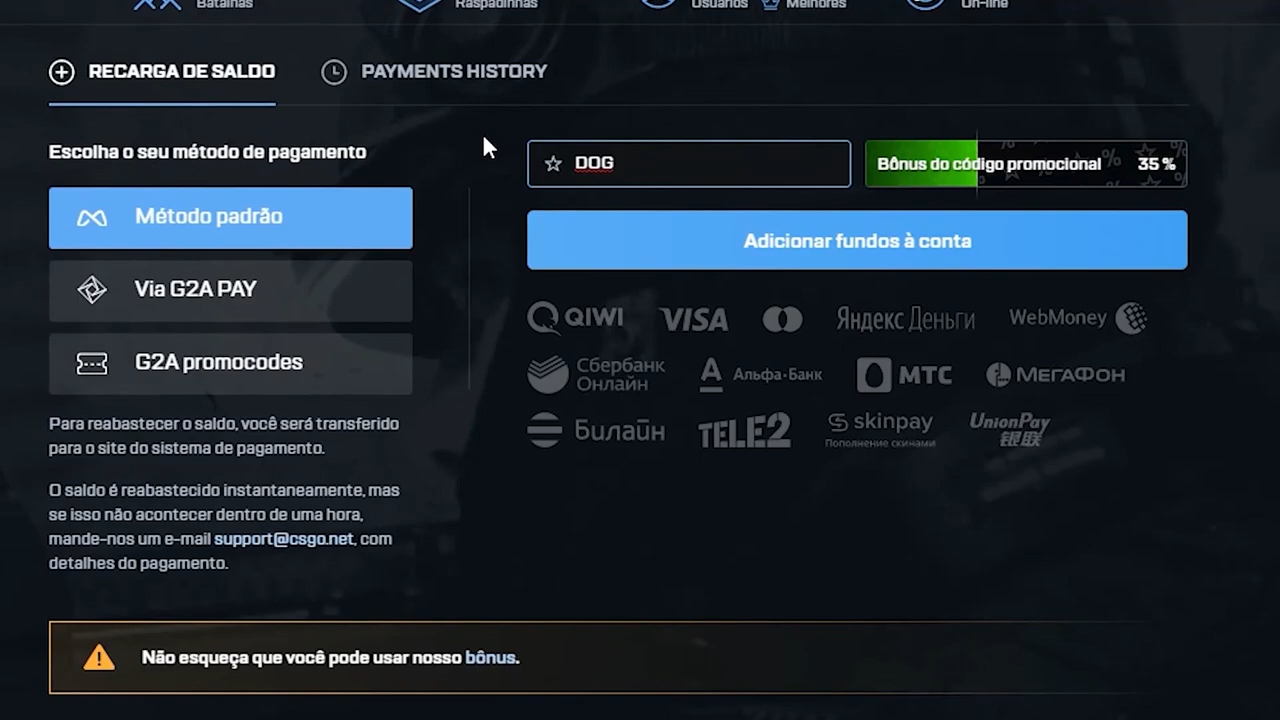 Batalhas
Raspadinhas
Usuários
Melhores
On-line
RECARGA DE SALDO
PAYMENTS HISTORY
Escolha o seu método de pagamento
DOG
Bônus do código promocional 35 %
Método padrão
Adicionar fundos à conta
Via G2A PAY
QIWI VISA Яндекс Деньги WebMoney
G2A promocodes
Сбербанк
Онлайн
Альфа·Банк
МТС
МЕГАФОН
Билайн
TELE2
skinpay
Пополнение скинами
UnionPay
银联
Para reabastecer o saldo, você será transferido
para o site do sistema de pagamento.
O saldo é reabastecido instantaneamente, mas
se isso não acontecer dentro de uma hora,
mande-nos um e-mail support@csgo.net, com
detalhes do pagamento.
Não esqueça que você pode usar nosso bônus.